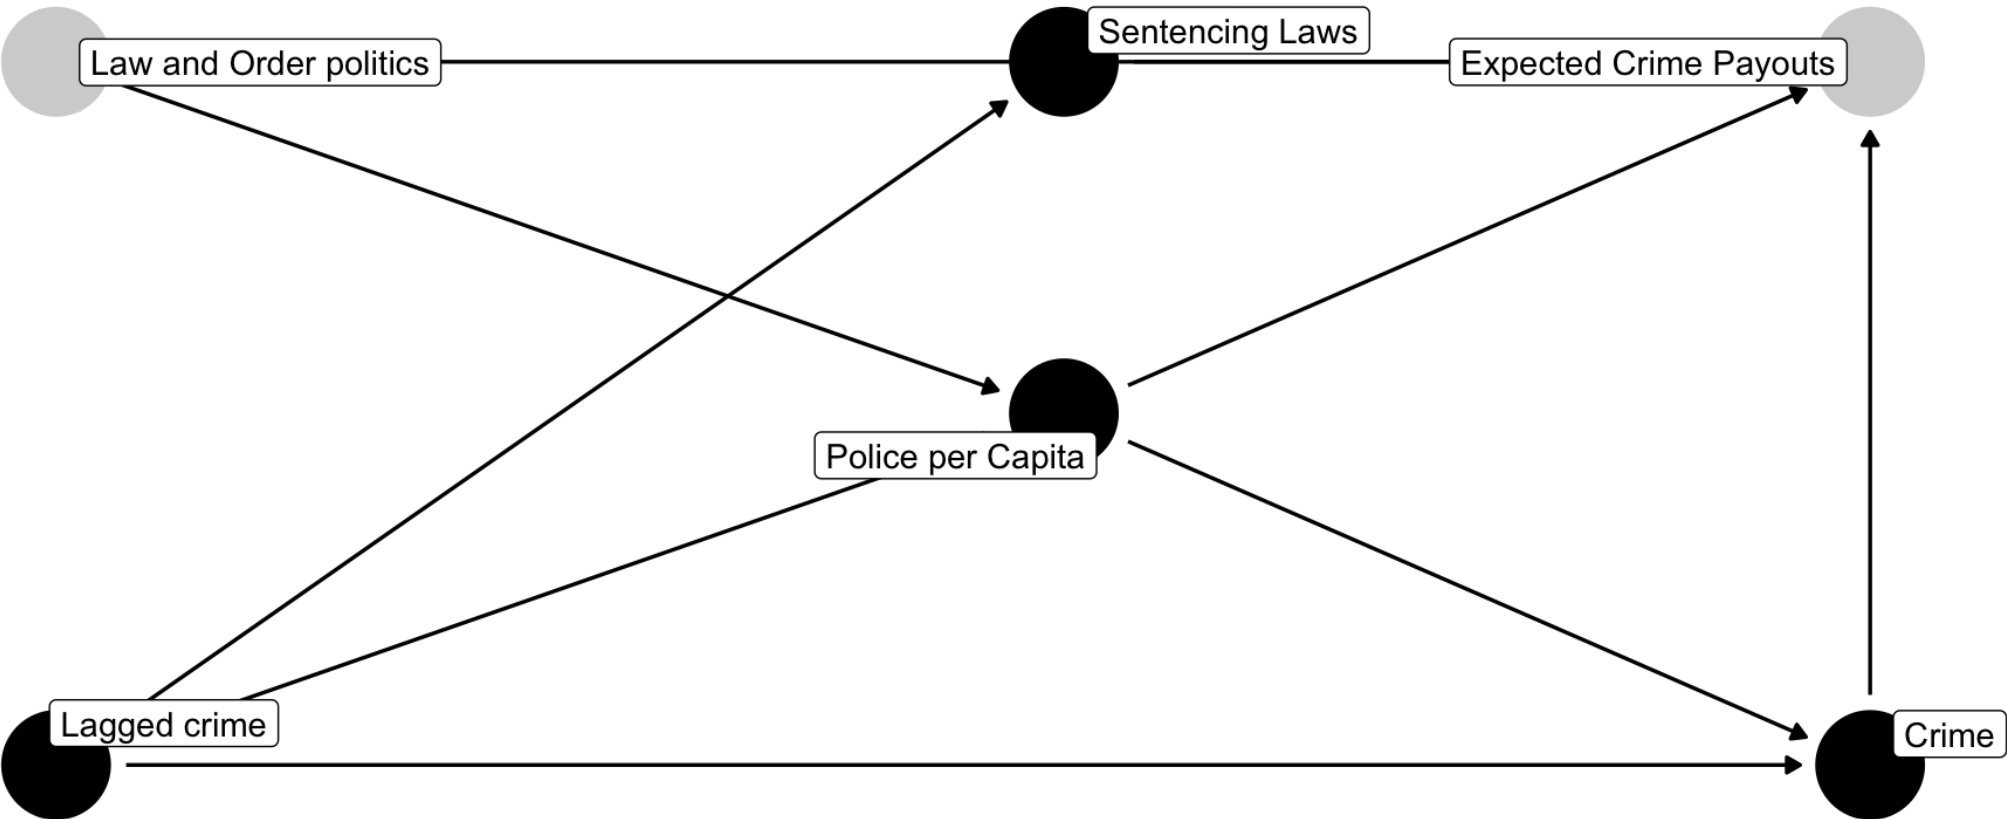 Sentencing Laws
Law and Order politics
Expected Crime Payouts
Police per Capita
Lagged crime
Crime